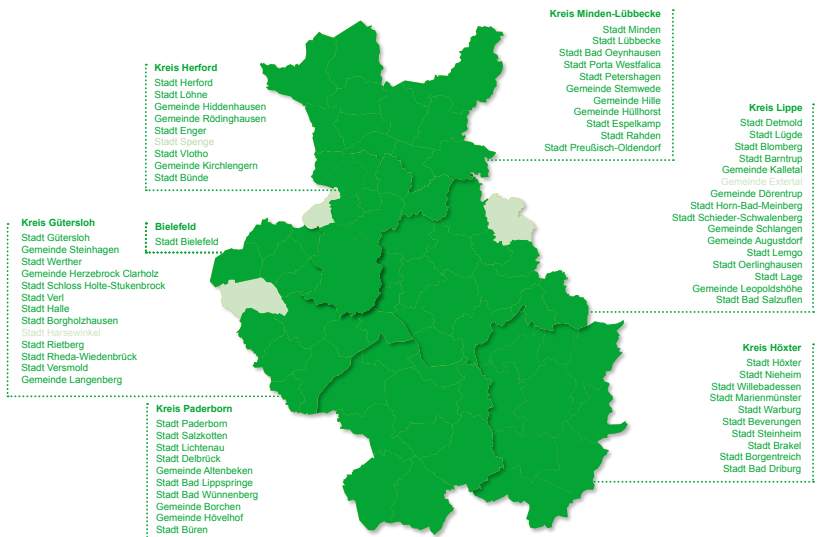 Kreis Minden-Lübbecke
Stadt Minden
Stadt Lübbecke
Stadt Bad Oeynhausen
Stadt Porta Westfalica
Stadt Petershagen
Gemeinde Stemwede
Gemeinde Hille
Gemeinde Hüllhorst
Stadt Espelkamp
Stadt Rahden
Stadt Preußisch-Oldendorf
Kreis Herford
Stadt Herford
Stadt Löhne
Gemeinde Hiddenhausen
Gemeinde Rödinghausen
Stadt Enger
Stadt Spenge
Stadt Vlotho
Gemeinde Kirchlengern
Stadt Bünde
Kreis Lippe
Stadt Detmold
Stadt Lügde
Stadt Blomberg
Stadt Barntrup
Gemeinde Kalletal
Gemeinde Extertal
Gemeinde Dörentrup
Stadt Horn-Bad-Meinberg
Stadt Schieder-Schwalenberg
Gemeinde Schlangen
Gemeinde Augustdorf
Stadt Lemgo
Stadt Oerlinghausen
Stadt Lage
Gemeinde Leopoldshöhe
Stadt Bad Salzuflen
Kreis Gütersloh
Stadt Gütersloh
Gemeinde Steinhagen
Stadt Werther
Gemeinde Herzebrock Clarholz
Stadt Schloss Holte-Stukenbrock
Stadt Verl
Stadt Halle
Stadt Borgholzhausen
Stadt Harsewinkel
Stadt Rietberg
Stadt Rheda-Wiedenbrück
Stadt Versmold
Gemeinde Langenberg
Bielefeld
Stadt Bielefeld
Kreis Höxter
Stadt Höxter
Stadt Nieheim
Stadt Willebadessen
Stadt Marienmünster
Stadt Warburg
Stadt Beverungen
Stadt Steinheim
Stadt Brakel
Stadt Borgentreich
Stadt Bad Driburg
Kreis Paderborn
Stadt Paderborn
Stadt Salzkotten
Stadt Lichtenau
Stadt Delbrück
Gemeinde Altenbeken
Stadt Bad Lippspringe
Stadt Bad Wünnenberg
Gemeinde Borchen
Gemeinde Hövelhof
Stadt Büren